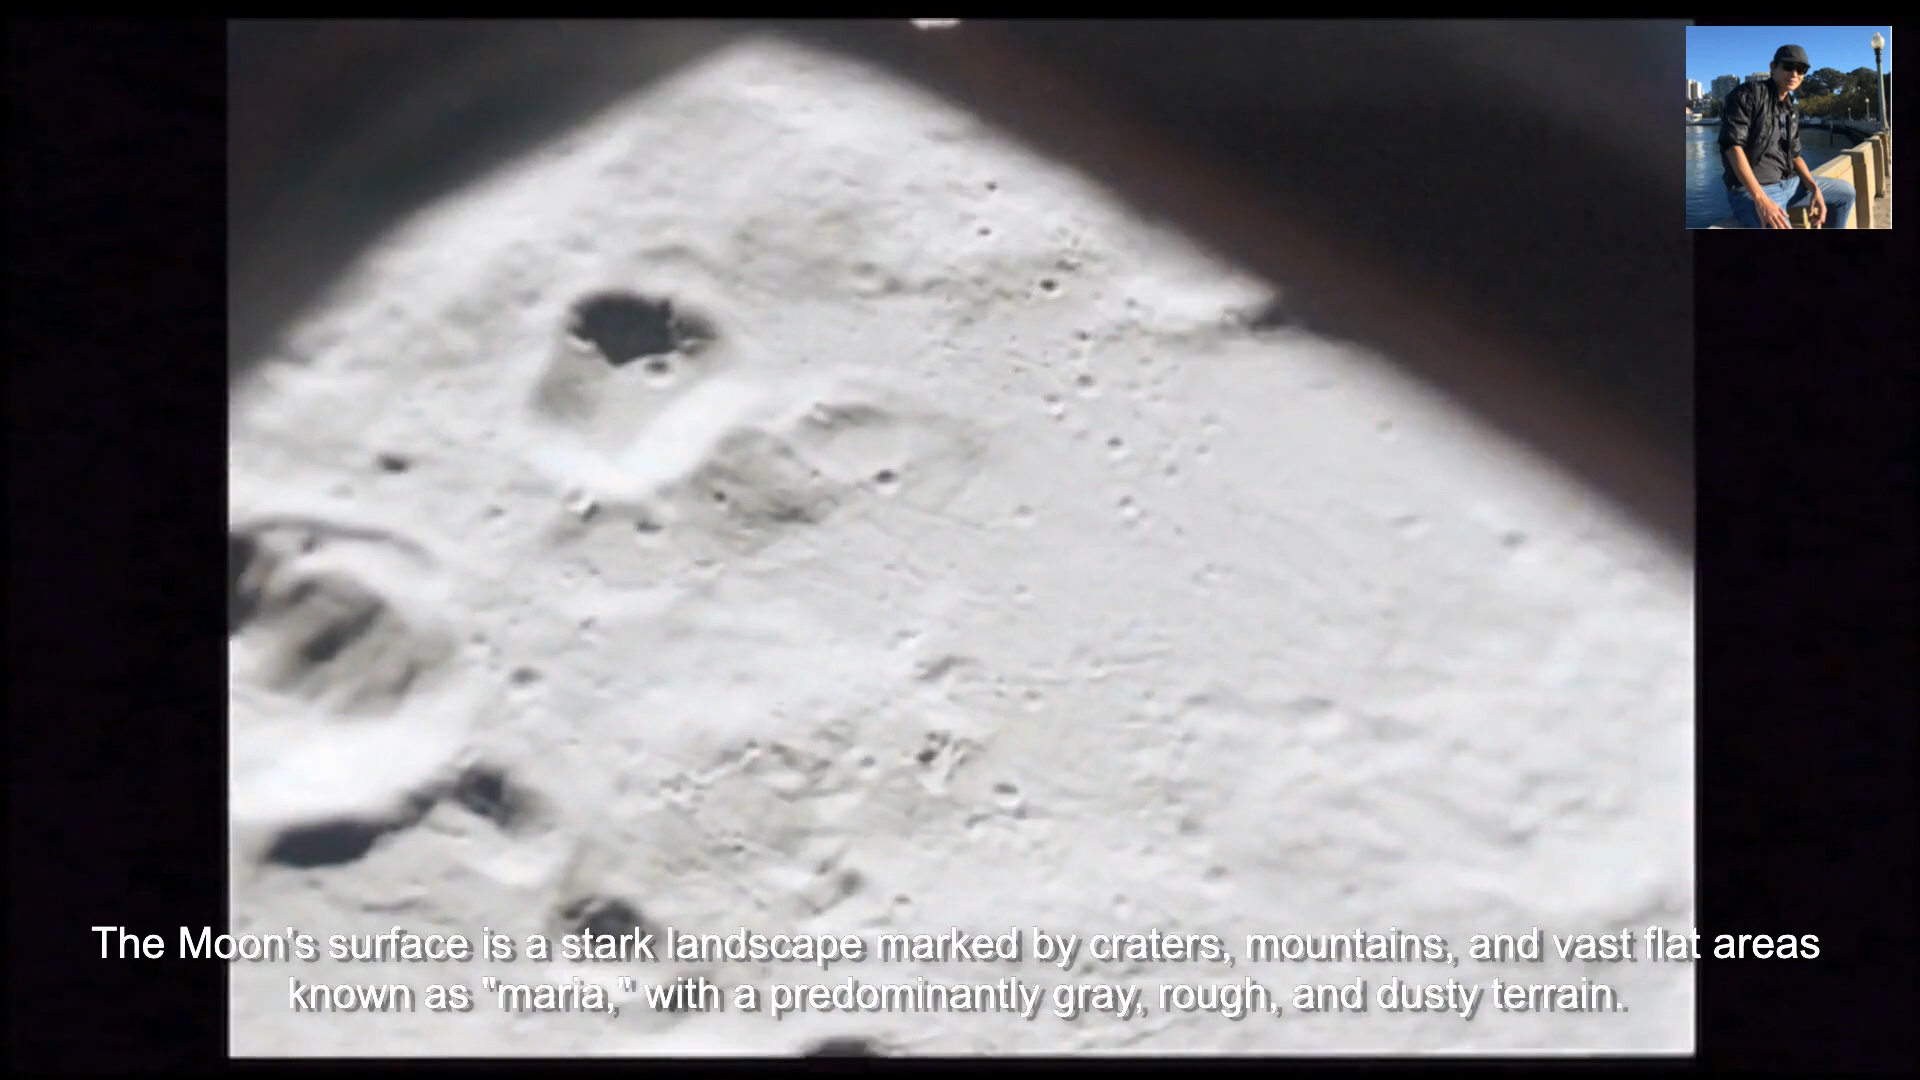 The Moon's surface is a stark landscape marked by craters, mountains, and vast flat areas
known as "maria," with a predominantly gray, rough, and dusty terrain.